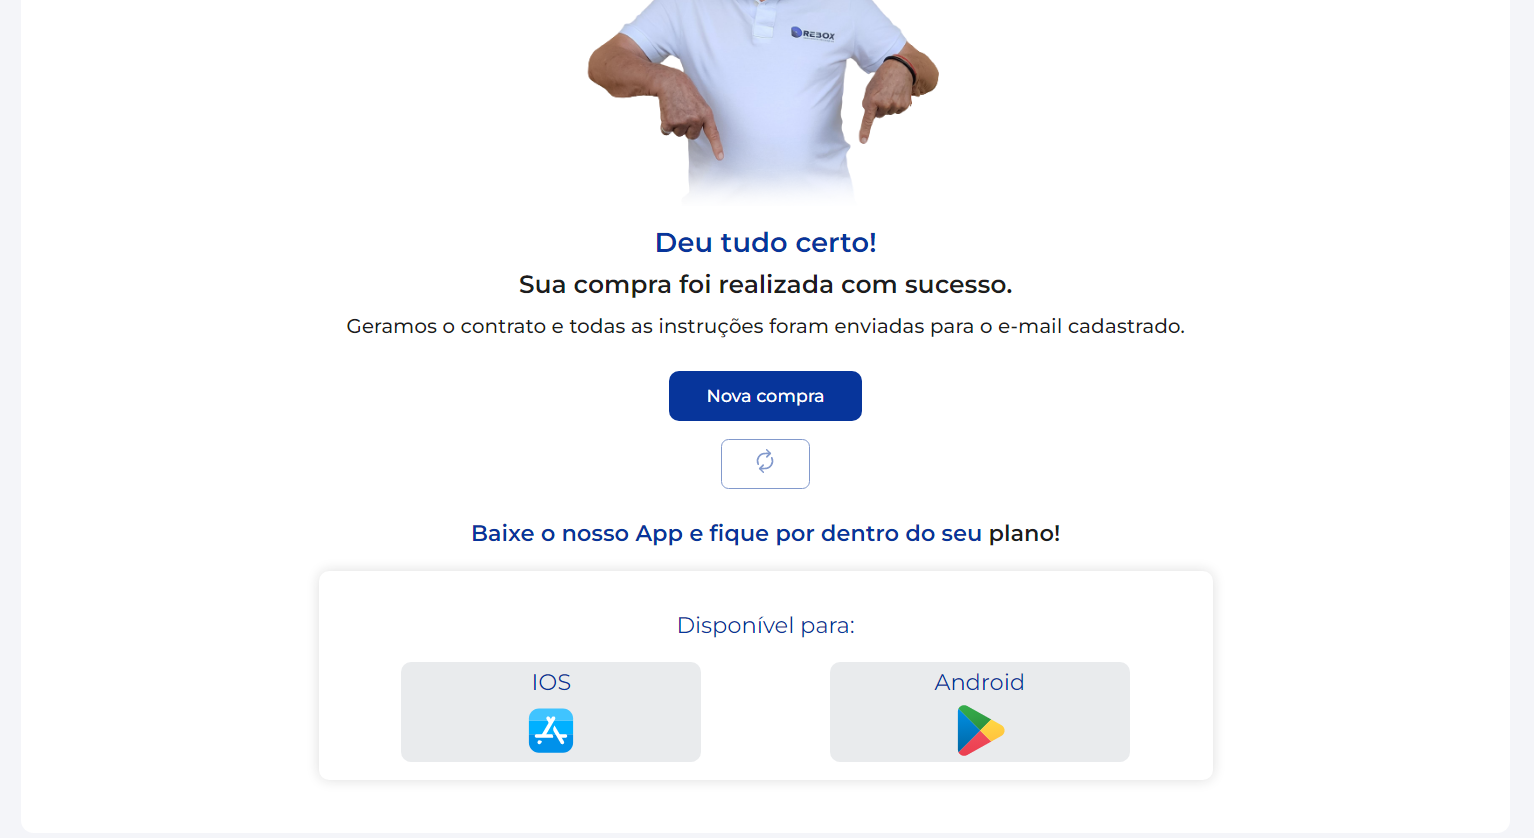 REBOX
Deu tudo certo!
Sua compra foi realizada com sucesso.
Geramos o contrato e todas as instruções foram enviadas para o e-mail cadastrado.
Nova compra
Baixe o nosso App e fique por dentro do seu plano!
Disponível para:
IOS
Android